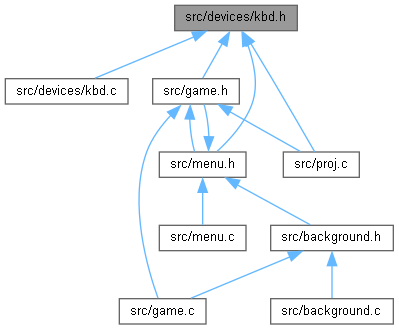 src/devices/kbd.h
src/devices/kbd.c
src/game.h
src/menu.h
src/proj.c
src/menu.c
src/background.h
src/game.c
src/background.c